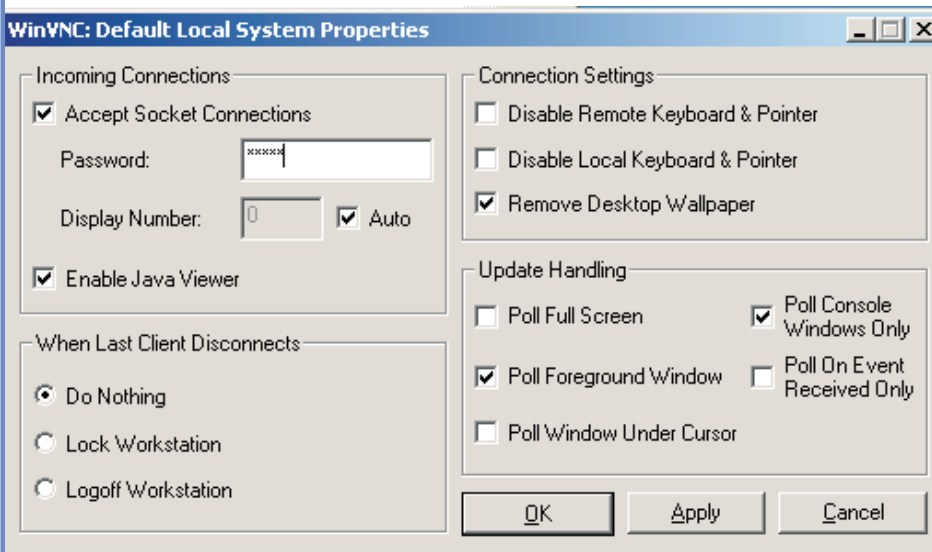 WinVNC: Default Local System Properties
Incoming Connections
Accept Socket Connections
Password: *****
Display Number: 0 Auto
Enable Java Viewer
When Last Client Disconnects
Do Nothing
Lock Workstation
Logoff Workstation
Connection Settings
Disable Remote Keyboard & Pointer
Disable Local Keyboard & Pointer
Remove Desktop Wallpaper
Update Handling
Poll Full Screen
Poll Console
Windows Only
Poll Foreground Window
Poll On Event
Received Only
Poll Window Under Cursor
OK Apply Cancel